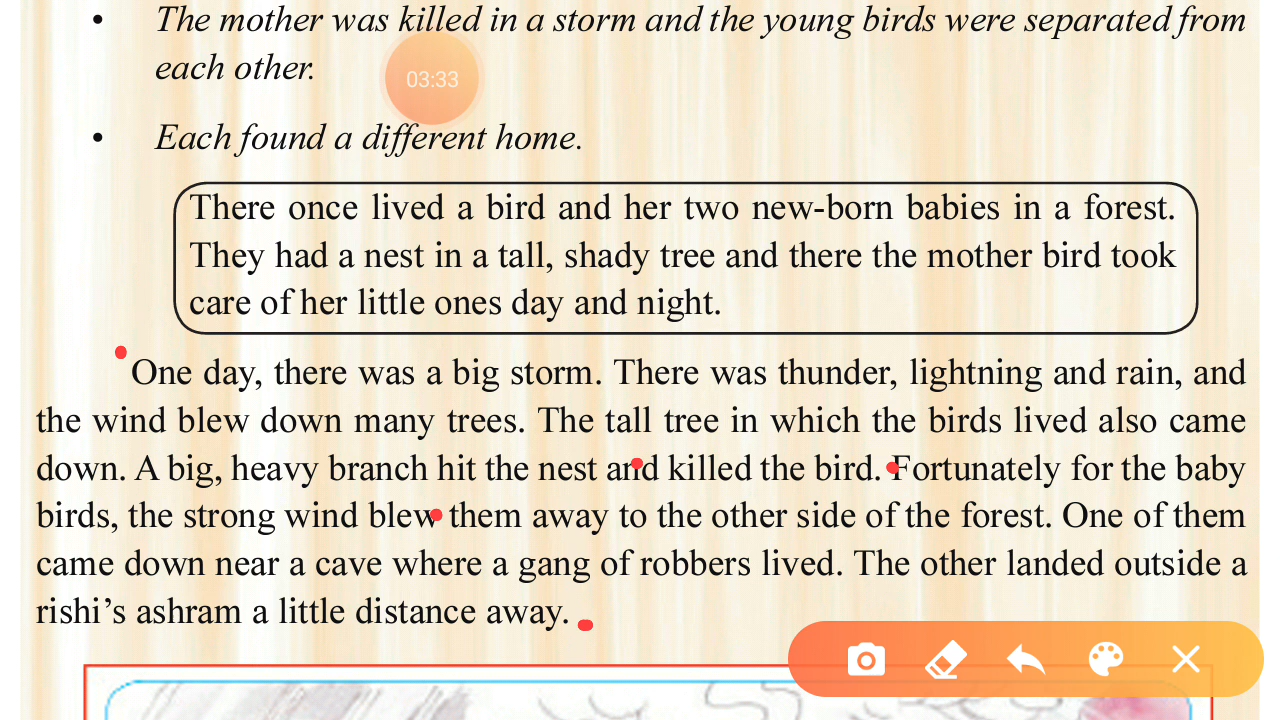 • The mother was killed in a storm and the young birds were separated from
each other.
03:33
• Each found a different home.
There once lived a bird and her two new-born babies in a forest.
They had a nest in a tall, shady tree and there the mother bird took
care of her little ones day and night.
One day, there was a big storm. There was thunder, lightning and rain, and
the wind blew down many trees. The tall tree in which the birds lived also came
down. A big, heavy branch hit the nest and killed the bird. Fortunately for the baby
birds, the strong wind blew them away to the other side of the forest. One of them
came down near a cave where a gang of robbers lived. The other landed outside a
rishi’s ashram a little distance away.